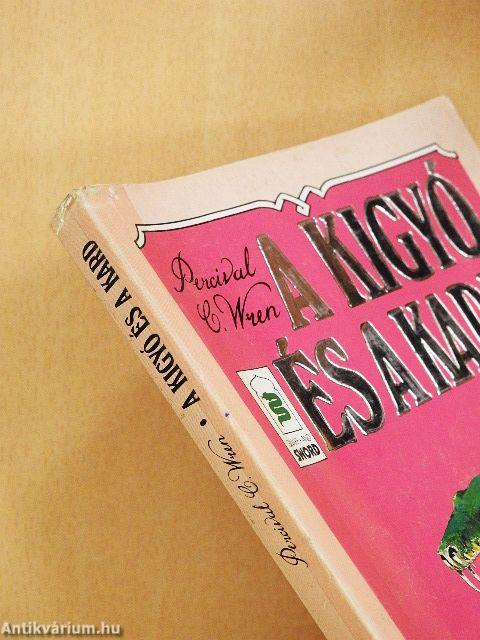 Percival
C. Wren
A KIGYÓ
ÉS A KARD
SWORD
Percival C. Wren • A KIGYÓ ÉS A KARD
Antikvárium.hu